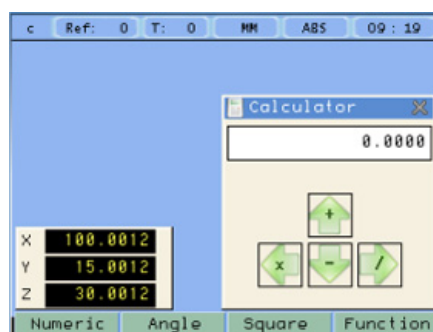 c Ref: 0 T: 0 MM ABS 09 : 19
Calculator
0.0000
+
x - /
X 100.0012
Y 15.0012
Z 30.0012
Numeric Angle Square Function